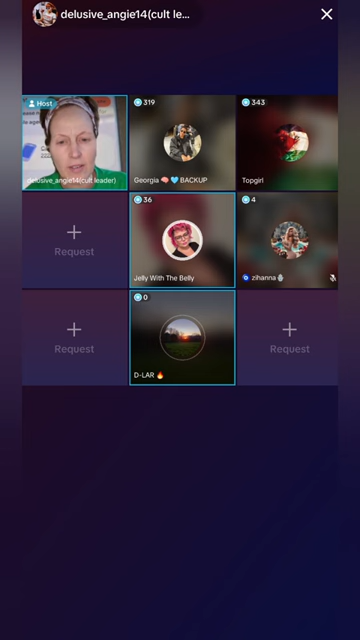 delusive_angie14(cult le...
Host
delusive_angie14(cult leader)
319
Georgia 🧠 🩵 BACKUP
343
Topgirl
Request
36
Jelly With The Belly
4
zihanna
Request
0
D-LAR 🔥
Request